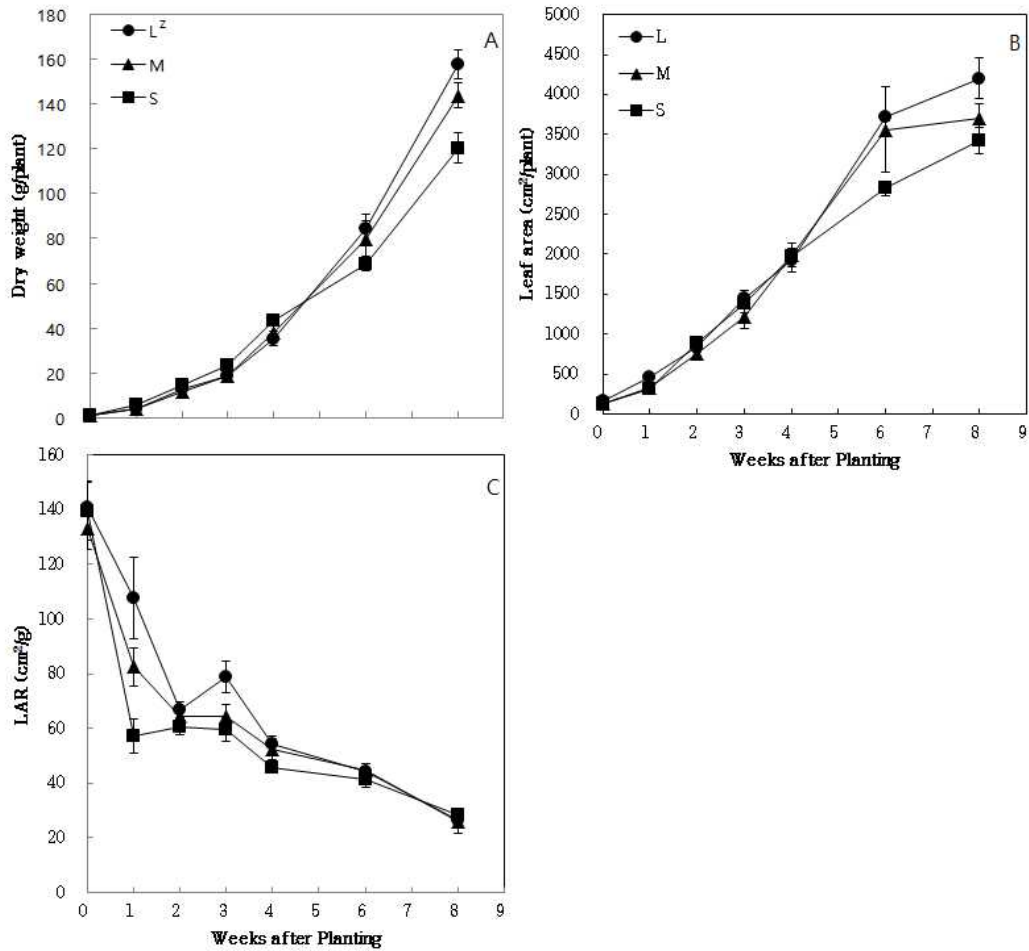 180
160
140
120
100
80
60
40
20
0
Dry weight (g/plant)
L^z
M
S
A
5000
4500
4000
3500
3000
2500
2000
1500
1000
500
0
Leaf area (cm²/plant)
L
M
S
B
0 1 2 3 4 5 6 7 8 9
Weeks after Planting
160
140
120
100
80
60
40
20
0
LAR (cm²/g)
C
0 1 2 3 4 5 6 7 8 9
Weeks after Planting